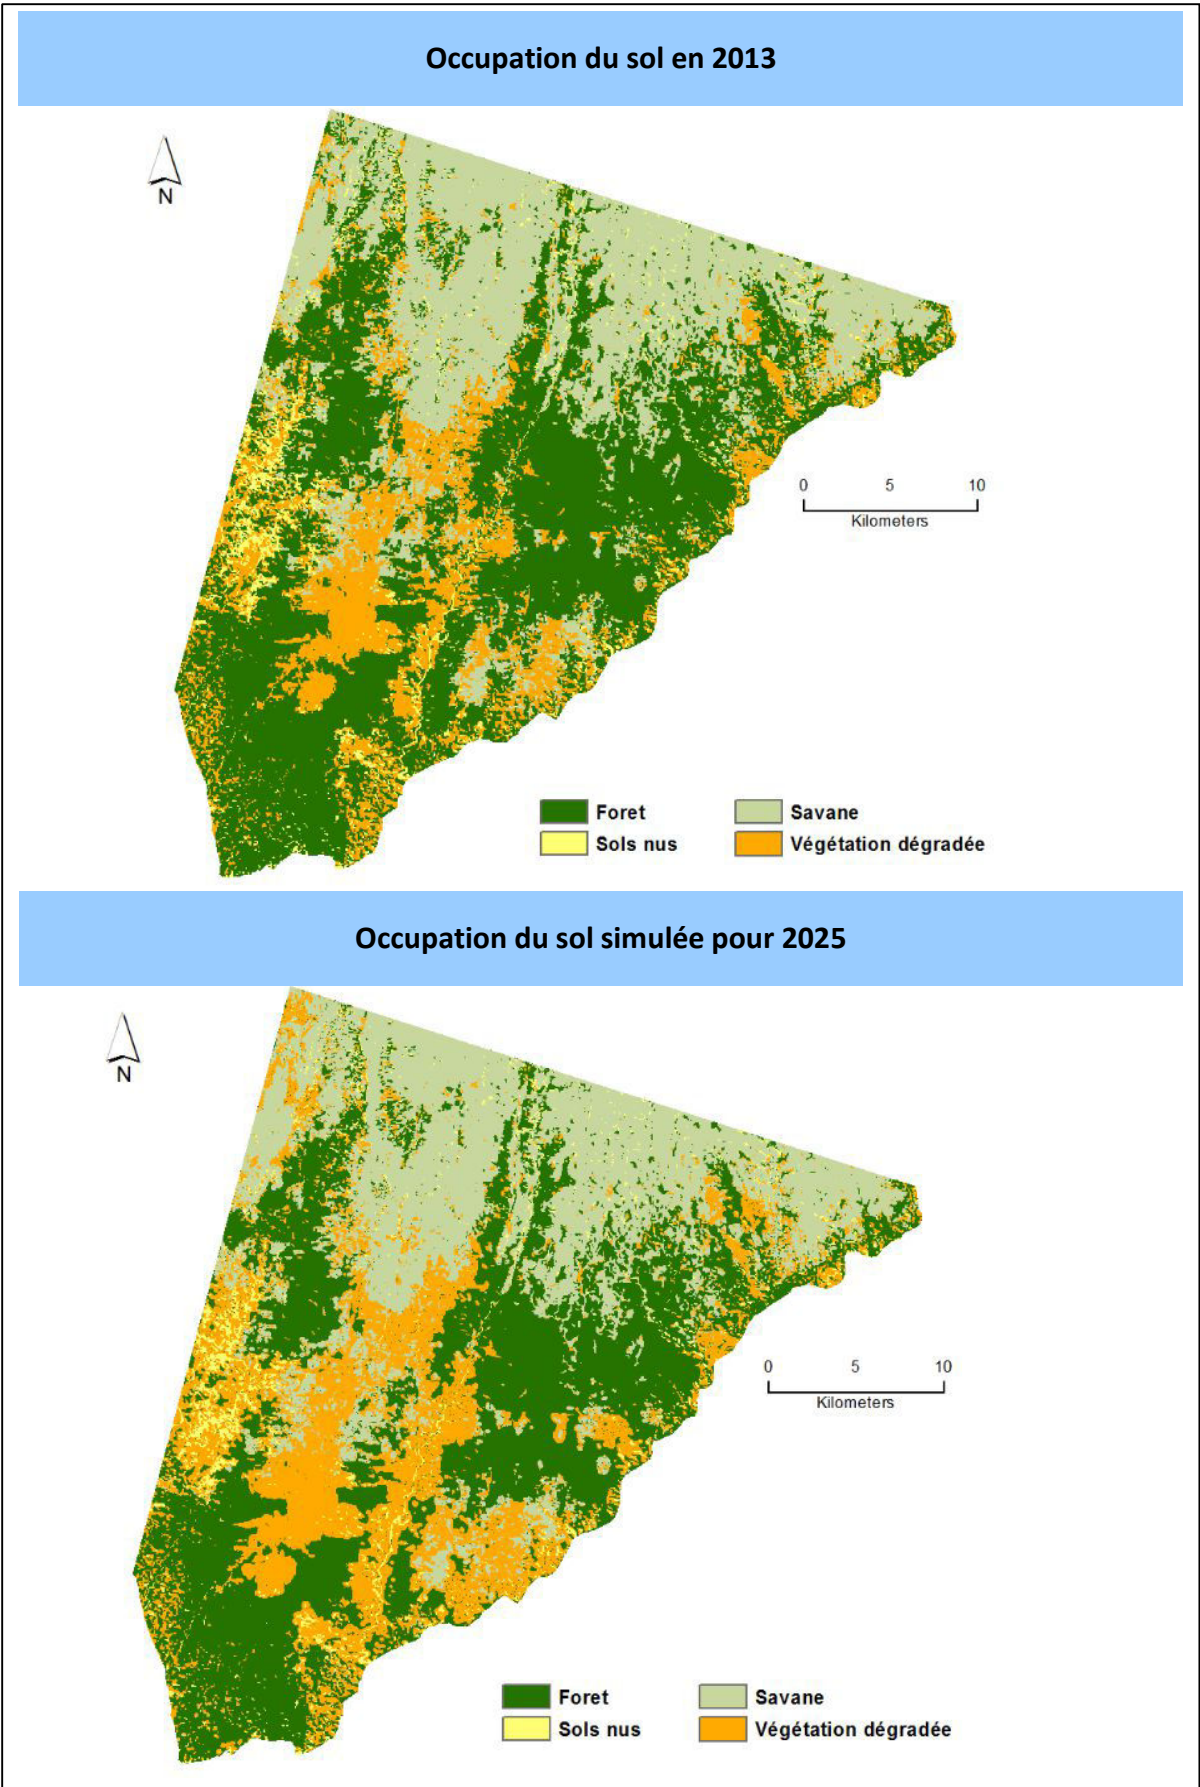 Occupation du sol en 2013
N
0 5 10
Kilometers
Foret Savane
Sols nus Végétation dégradée
Occupation du sol simulée pour 2025
N
0 5 10
Kilometers
Foret Savane
Sols nus Végétation dégradée